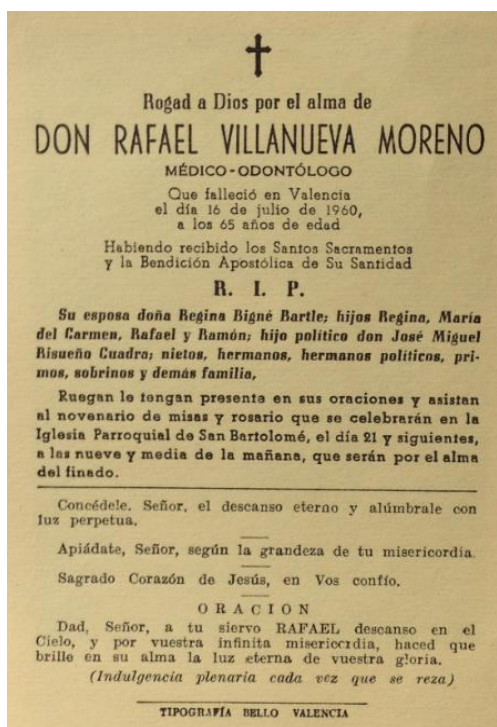 Rogad a Dios por el alma de
DON RAFAEL VILLANUEVA MORENO
MÉDICO-ODONTÓLOGO
Que falleció en Valencia
el día 16 de julio de 1960,
a los 65 años de edad
Habiendo recibido los Santos Sacramentos
y la Bendición Apostólica de Su Santidad
R. I. P.
Su esposa doña Regina Bigné Bartle; hijos Regina, María
del Carmen, Rafael y Ramón; hijo político don José Miguel
Risueño Cuadra; nietos, hermanos, hermanos políticos, pri-
mos, sobrinos y demás familia,
Ruegan le tengan presente en sus oraciones y asistan
al novenario de misas y rosario que se celebrarán en la
Iglesia Parroquial de San Bartolomé, el día 21 y siguientes,
a las nueve y media de la mañana, que serán por el alma
del finado.
Concédele. Señor, el descanso eterno y alúmbrale con
luz perpetua.
Apiádate, Señor, según la grandeza de tu misericordia.
Sagrado Corazón de Jesús, en Vos confío.
ORACION
Dad, Señor, a tu siervo RAFAEL descanso en el
Cielo, y por vuestra infinita misericordia, haced que
brille en su alma la luz eterna de vuestra gloria.
(Indulgencia plenaria cada vez que se reza)
TIPOGRAFÍA BELLO VALENCIA